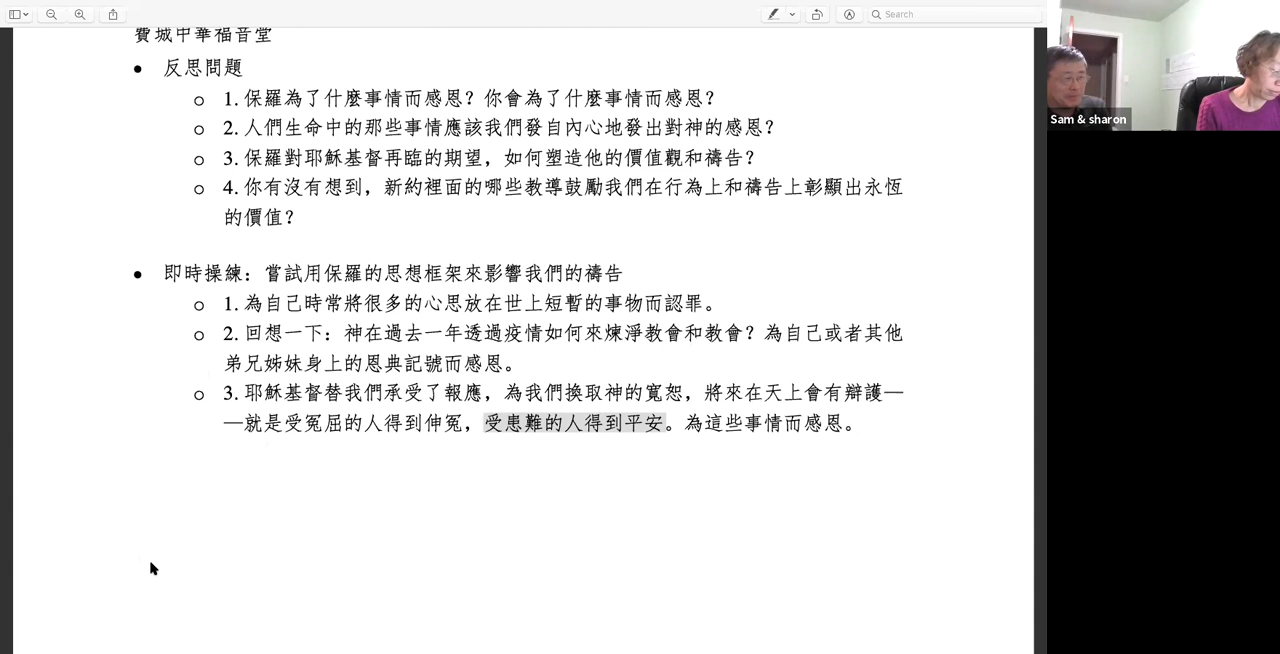 Search
費城中華福音堂
• 反思問題
○ 1. 保羅為了什麼事情而感恩？你會為了什麼事情而感恩？
○ 2. 人們生命中的那些事情應該我們發自內心地發出對神的感恩？
○ 3. 保羅對耶穌基督再臨的期望，如何塑造他的價值觀和禱告？
○ 4. 你有沒有想到，新約裡面的哪些教導鼓勵我們在行為上和禱告上彰顯出永恆
的價值？
• 即時操練：嘗試用保羅的思想框架來影響我們的禱告
○ 1. 為自己時常將很多的心思放在世上短暫的事物而認罪。
○ 2. 回想一下：神在過去一年透過疫情如何來煉淨教會和教會？為自己或者其他
弟兄姊妹身上的恩典記號而感恩。
○ 3. 耶穌基督替我們承受了報應，為我們換取神的寬恕，將來在天上會有辯護—
—就是受冤屈的人得到伸冤，受患難的人得到平安。為這些事情而感恩。
Sam & sharon